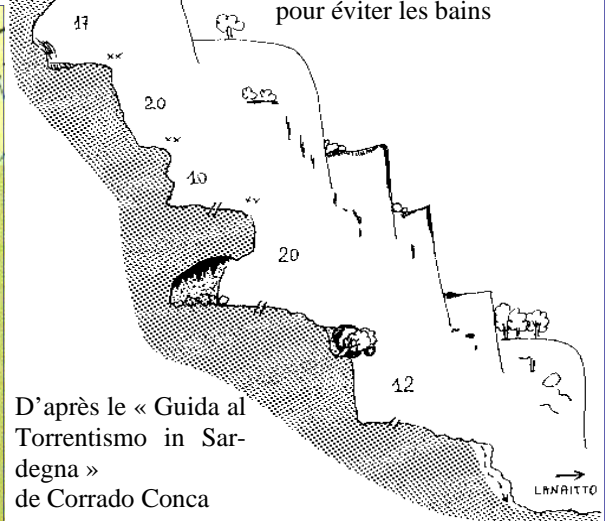 pour éviter les bains
17
××
20
××
10
××
20
12
D'après le « Guida al
Torrentismo in Sar-
degna »
de Corrado Conca
LANAITTO